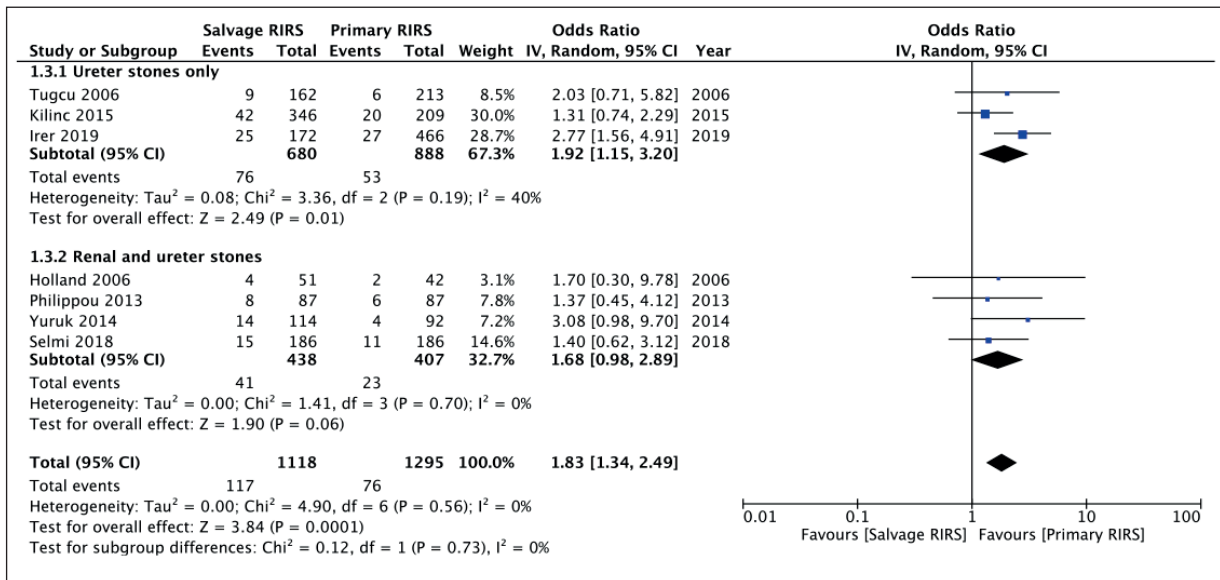 Salvage RIRS Primary RIRS Odds Ratio Odds Ratio
Study or Subgroup Events Total Events Total Weight IV, Random, 95% CI Year IV, Random, 95% CI
1.3.1 Ureter stones only
Tugcu 2006 9 162 6 213 8.5% 2.03 [0.71, 5.82] 2006
Kilinc 2015 42 346 20 209 30.0% 1.31 [0.74, 2.29] 2015
Irer 2019 25 172 27 466 28.7% 2.77 [1.56, 4.91] 2019
Subtotal (95% CI) 680 888 67.3% 1.92 [1.15, 3.20]
Total events 76 53
Heterogeneity: Tau² = 0.08; Chi² = 3.36, df = 2 (P = 0.19); I² = 40%
Test for overall effect: Z = 2.49 (P = 0.01)
1.3.2 Renal and ureter stones
Holland 2006 4 51 2 42 3.1% 1.70 [0.30, 9.78] 2006
Philippou 2013 8 87 6 87 7.8% 1.37 [0.45, 4.12] 2013
Yuruk 2014 14 114 4 92 7.2% 3.08 [0.98, 9.70] 2014
Selmi 2018 15 186 11 186 14.6% 1.40 [0.62, 3.12] 2018
Subtotal (95% CI) 438 407 32.7% 1.68 [0.98, 2.89]
Total events 41 23
Heterogeneity: Tau² = 0.00; Chi² = 1.41, df = 3 (P = 0.70); I² = 0%
Test for overall effect: Z = 1.90 (P = 0.06)
Total (95% CI) 1118 1295 100.0% 1.83 [1.34, 2.49]
Total events 117 76
Heterogeneity: Tau² = 0.00; Chi² = 4.90, df = 6 (P = 0.56); I² = 0%
Test for overall effect: Z = 3.84 (P = 0.0001)
Test for subgroup differences: Chi² = 0.12, df = 1 (P = 0.73), I² = 0%
0.01 0.1 1 10 100
Favours [Salvage RIRS] Favours [Primary RIRS]